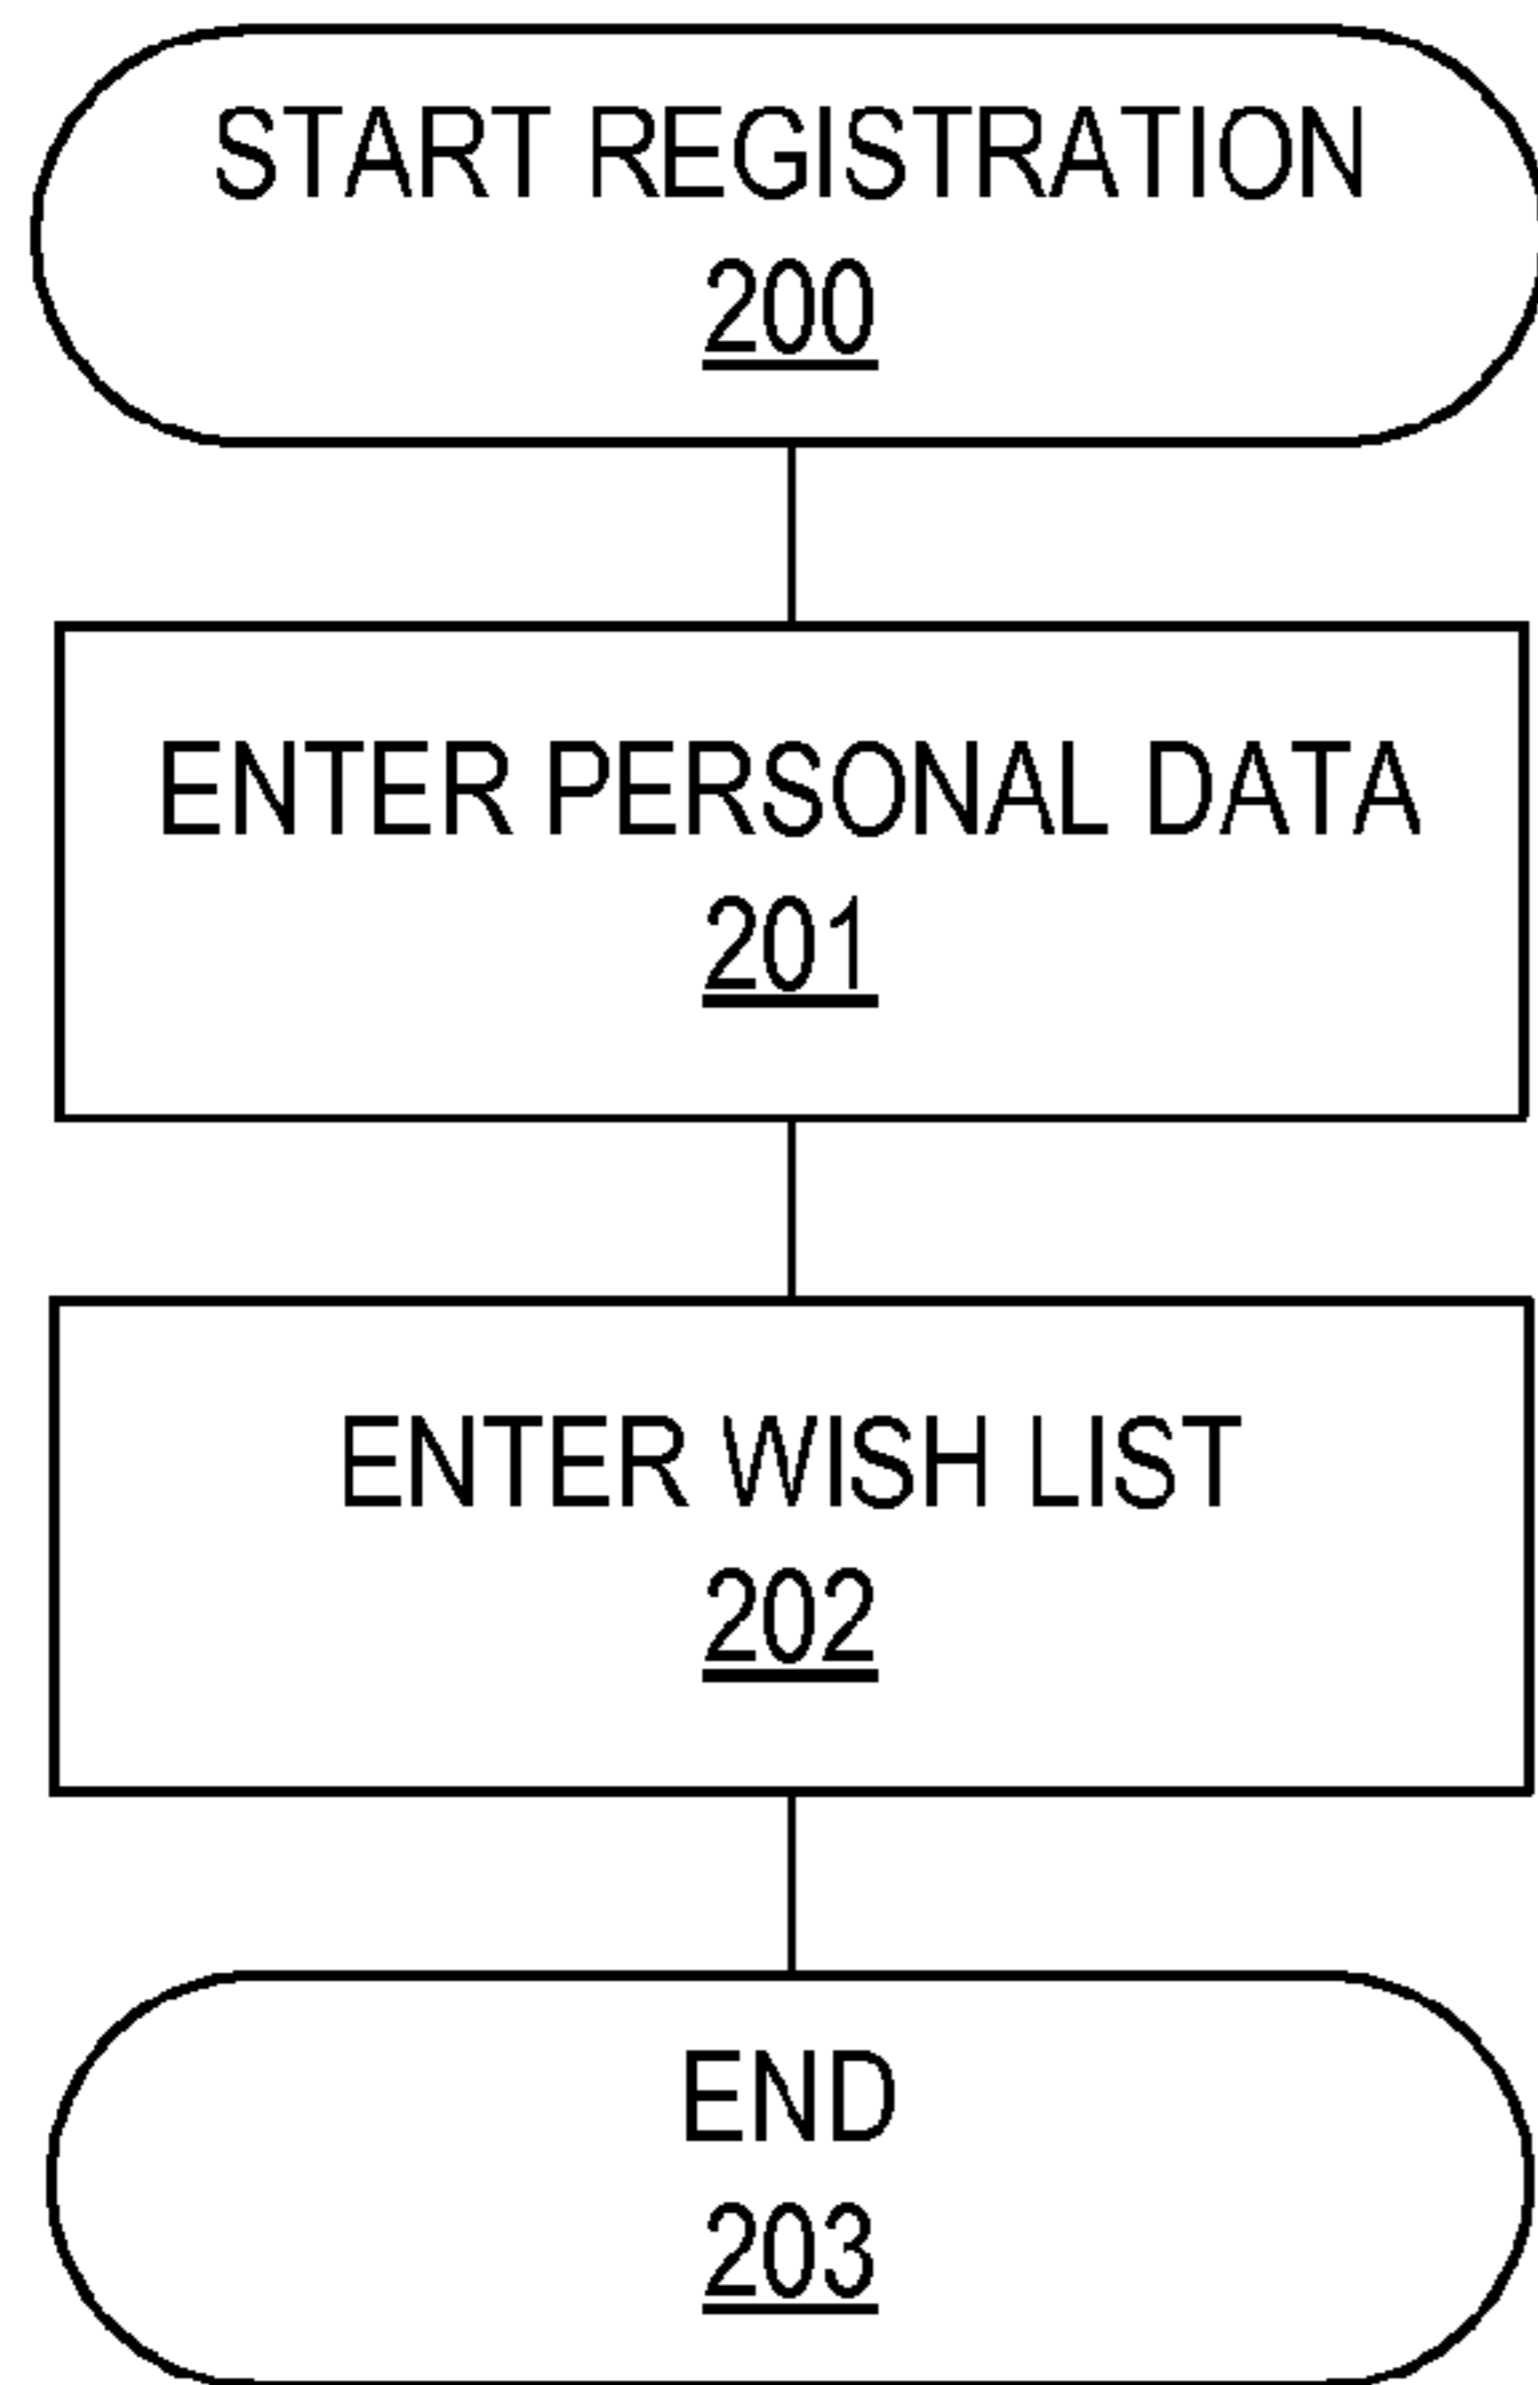 START REGISTRATION
200
ENTER PERSONAL DATA
201
ENTER WISH LIST
202
END
203